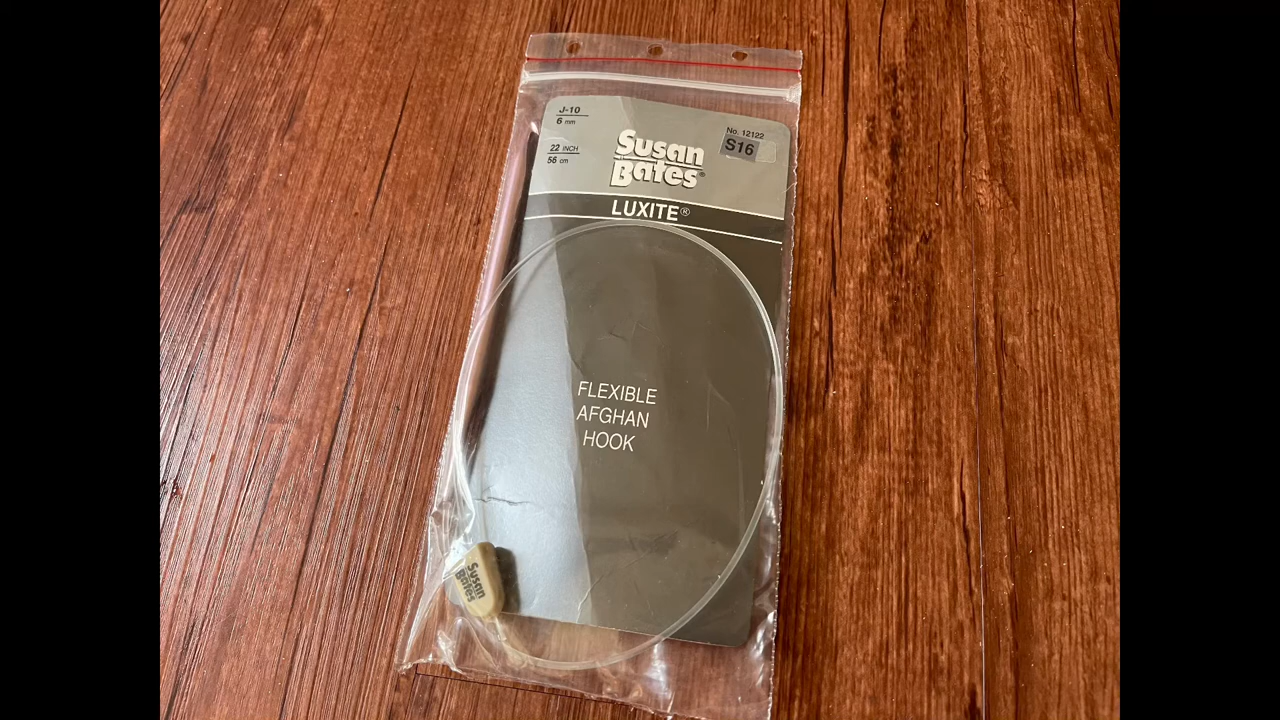 J-10
6 mm
22 INCH
56 cm
Susan
Bates®
No. 12122
S16
LUXITE®
FLEXIBLE
AFGHAN
HOOK
Susan
Bates